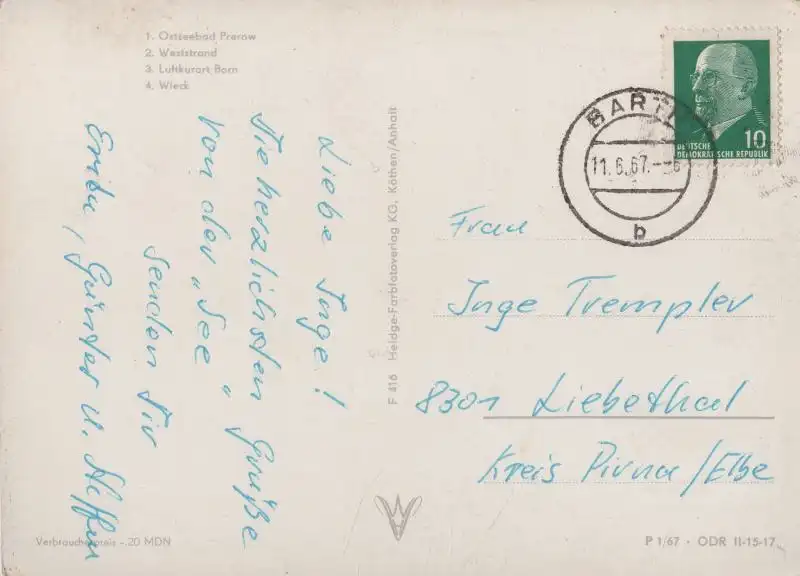 1. Ostseebad Prerow
2. Weststrand
3. Luftkurort Born
4. Wieck
Liebe Inge!
Die herzlichsten Grüße
von der „See“
senden Dir
Erika, Günter u. Steffen
Verbraucherpreis -.20 MDN
F 416 Heldge-Farbfotoverlag KG, Köthen/Anhalt
BARTH
11.6.67.--6
b
10
DEUTSCHE
DEMOKRATISCHE REPUBLIK
Frau
Inge Trempler
8301 Liebethal
Kreis Pirna/Elbe
P 1/67 · ODR II-15-17